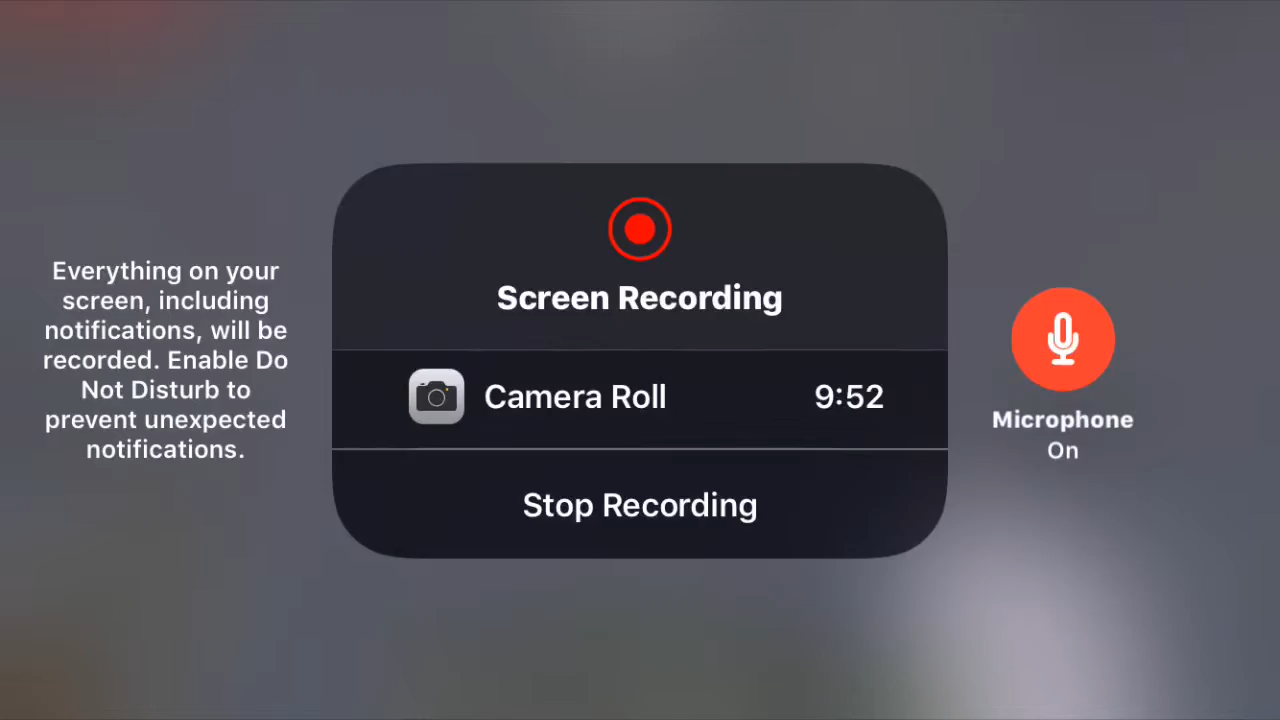 Everything on your
screen, including
notifications, will be
recorded. Enable Do
Not Disturb to
prevent unexpected
notifications.
Screen Recording
Camera Roll 9:52
Stop Recording
Microphone
On